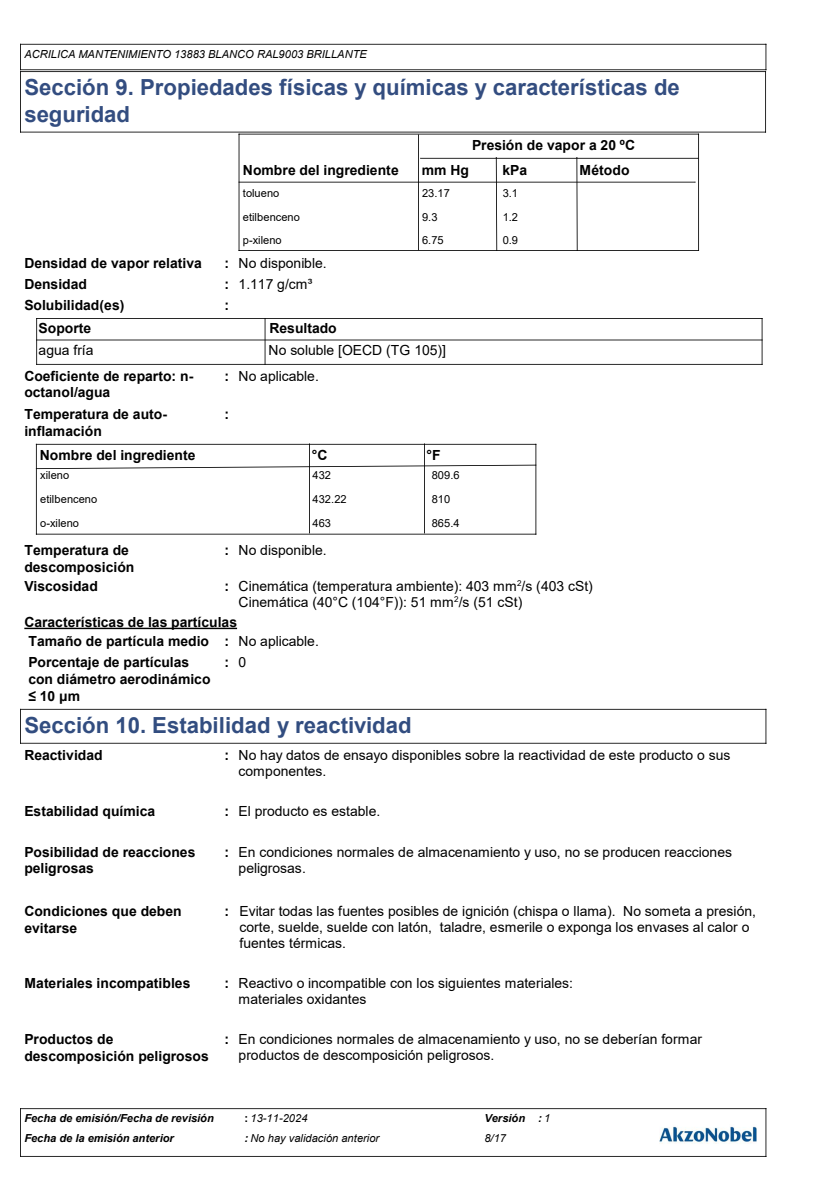 ACRILICA MANTENIMIENTO 13883 BLANCO RAL9003 BRILLANTE
Sección 9. Propiedades físicas y químicas y características de
seguridad
Presión de vapor a 20 ºC
Nombre del ingrediente mm Hg kPa Método
tolueno 23.17 3.1
etilbenceno 9.3 1.2
p-xileno 6.75 0.9
Densidad de vapor relativa : No disponible.
Densidad : 1.117 g/cm³
Solubilidad(es) :
Soporte Resultado
agua fría No soluble [OECD (TG 105)]
Coeficiente de reparto: n- : No aplicable.
octanol/agua
Temperatura de auto- :
inflamación
Nombre del ingrediente °C °F
xileno 432 809.6
etilbenceno 432.22 810
o-xileno 463 865.4
Temperatura de : No disponible.
descomposición
Viscosidad : Cinemática (temperatura ambiente): 403 mm²/s (403 cSt)
Cinemática (40°C (104°F)): 51 mm²/s (51 cSt)
Características de las partículas
Tamaño de partícula medio : No aplicable.
Porcentaje de partículas : 0
con diámetro aerodinámico
≤ 10 µm
Sección 10. Estabilidad y reactividad
Reactividad : No hay datos de ensayo disponibles sobre la reactividad de este producto o sus
componentes.
Estabilidad química : El producto es estable.
Posibilidad de reacciones : En condiciones normales de almacenamiento y uso, no se producen reacciones
peligrosas peligrosas.
Condiciones que deben : Evitar todas las fuentes posibles de ignición (chispa o llama). No someta a presión,
evitarse corte, suelde, suelde con latón, taladre, esmerile o exponga los envases al calor o
fuentes térmicas.
Materiales incompatibles : Reactivo o incompatible con los siguientes materiales:
materiales oxidantes
Productos de : En condiciones normales de almacenamiento y uso, no se deberían formar
descomposición peligrosos productos de descomposición peligrosos.
Fecha de emisión/Fecha de revisión : 13-11-2024 Versión : 1
Fecha de la emisión anterior : No hay validación anterior 8/17 AkzoNobel